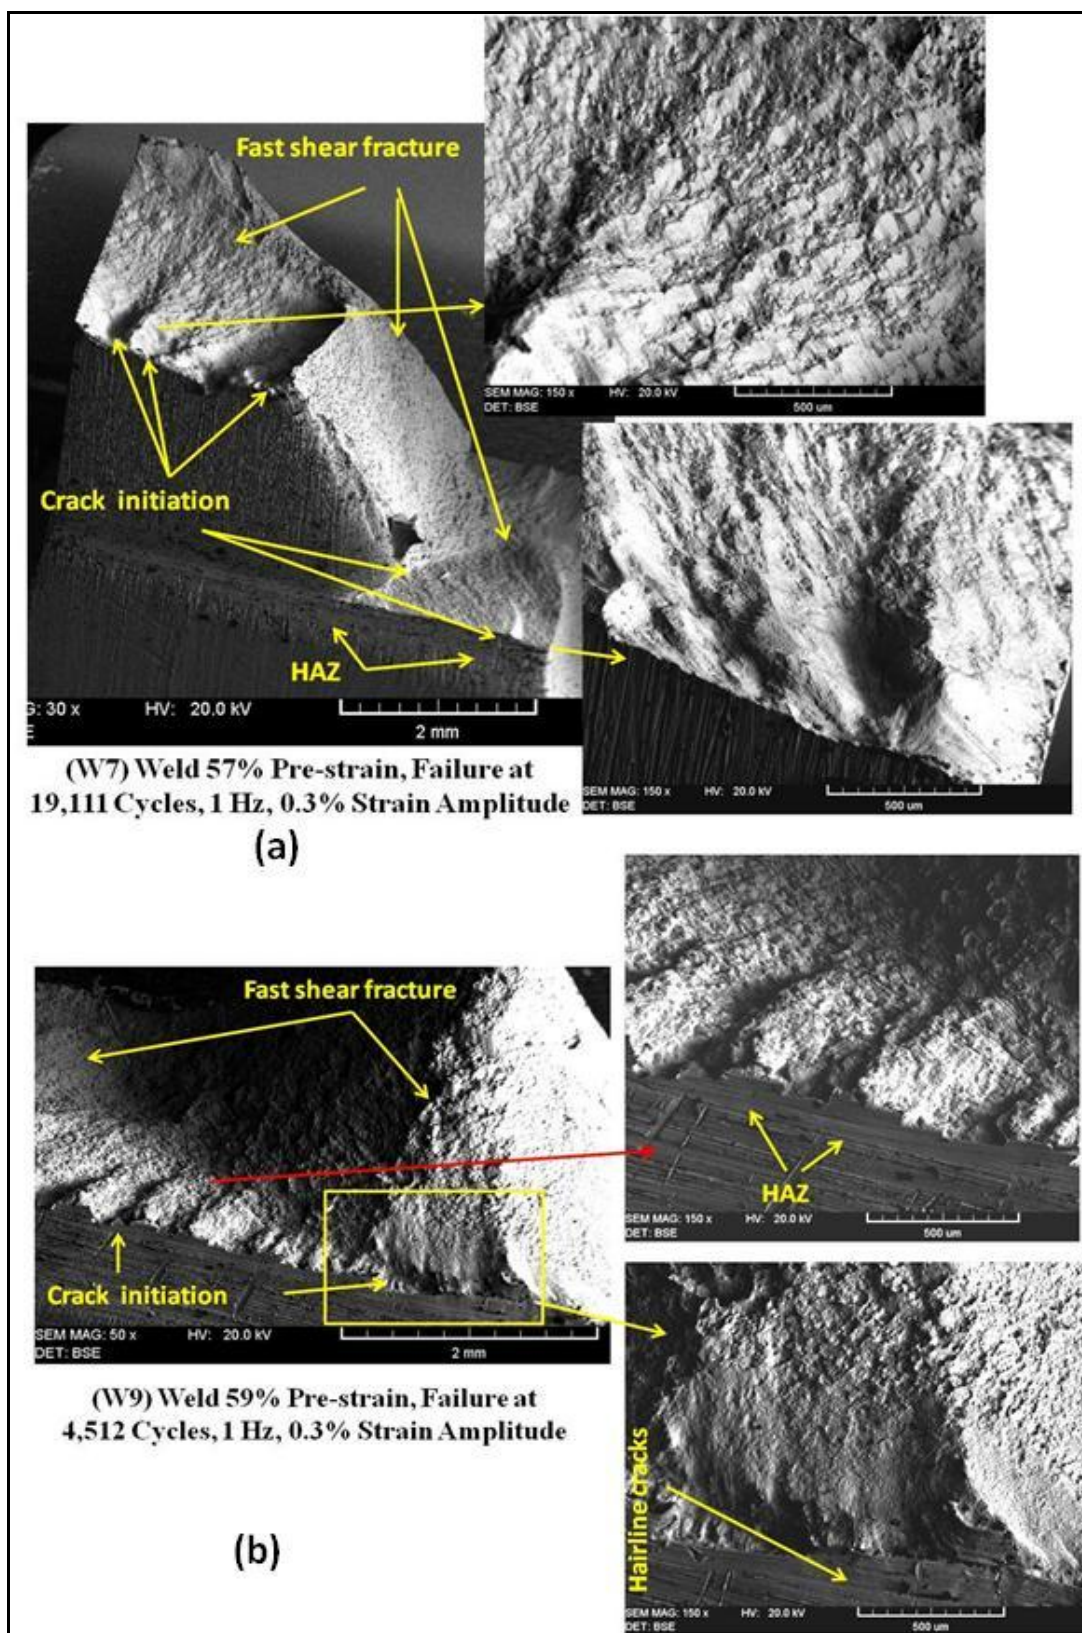 Fast shear fracture
SEM MAG: 150 x HV: 20.0 kV
DET: BSE
500 um
Crack initiation
HAZ
G: 30 x HV: 20.0 kV
E
2 mm
SEM MAG: 150 x HV: 20.0 kV
DET: BSE
500 um
(W7) Weld 57% Pre-strain, Failure at
19,111 Cycles, 1 Hz, 0.3% Strain Amplitude
(a)
Fast shear fracture
Crack initiation
SEM MAG: 50 x HV: 20.0 kV
DET: BSE
2 mm
HAZ
SEM MAG: 150 x HV: 20.0 kV
DET: BSE
500 um
(W9) Weld 59% Pre-strain, Failure at
4,512 Cycles, 1 Hz, 0.3% Strain Amplitude
Hairline cracks
SEM MAG: 150 x HV: 20.0 kV
DET: BSE
500 um
(b)